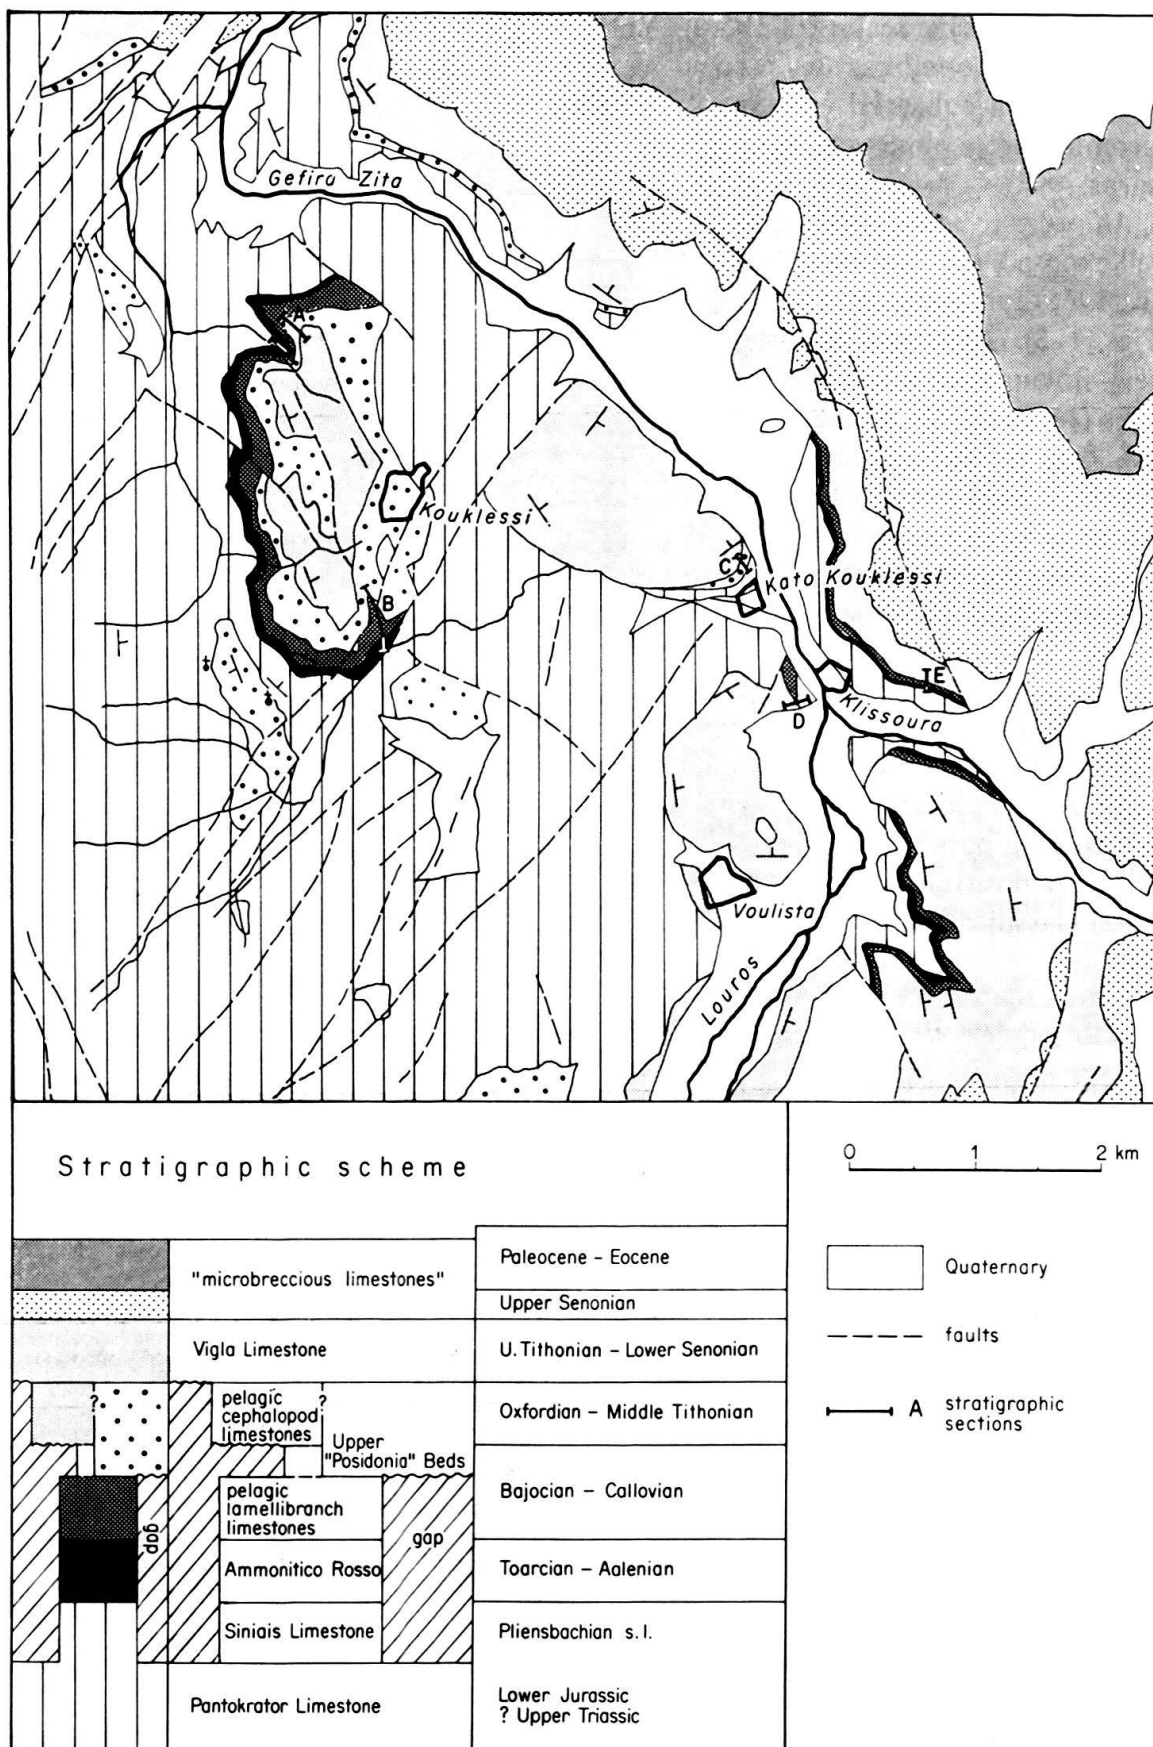 Gefira Zita
A
Kouklessi
B
C
Kato Kouklessi
E
D
Klissoura
Voulista
Louros
Stratigraphic scheme
0 1 2 km
"microbreccious limestones"
Paleocene – Eocene
Upper Senonian
Quaternary
Vigla Limestone
U. Tithonian – Lower Senonian
faults
?
pelagic
cephalopod
limestones
?
Upper
"Posidonia" Beds
Oxfordian – Middle Tithonian
A stratigraphic
sections
gap
pelagic
lamellibranch
limestones
gap
Bajocian – Callovian
Ammonitico Rosso
Toarcian – Aalenian
Siniais Limestone
Pliensbachian s.l.
Pantokrator Limestone
Lower Jurassic
? Upper Triassic